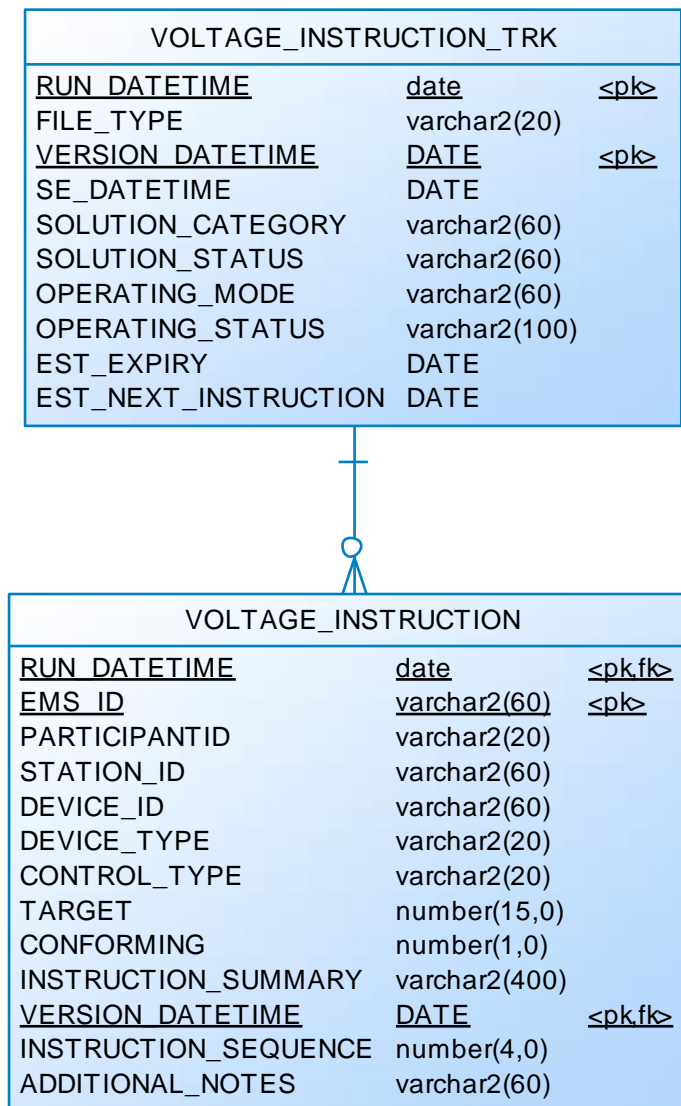 VOLTAGE_INSTRUCTION_TRK
RUN_DATETIME date <pk>
FILE_TYPE varchar2(20)
VERSION_DATETIME DATE <pk>
SE_DATETIME DATE
SOLUTION_CATEGORY varchar2(60)
SOLUTION_STATUS varchar2(60)
OPERATING_MODE varchar2(60)
OPERATING_STATUS varchar2(100)
EST_EXPIRY DATE
EST_NEXT_INSTRUCTION DATE
VOLTAGE_INSTRUCTION
RUN_DATETIME date <pk,fk>
EMS_ID varchar2(60) <pk>
PARTICIPANTID varchar2(20)
STATION_ID varchar2(60)
DEVICE_ID varchar2(60)
DEVICE_TYPE varchar2(20)
CONTROL_TYPE varchar2(20)
TARGET number(15,0)
CONFORMING number(1,0)
INSTRUCTION_SUMMARY varchar2(400)
VERSION_DATETIME DATE <pk,fk>
INSTRUCTION_SEQUENCE number(4,0)
ADDITIONAL_NOTES varchar2(60)